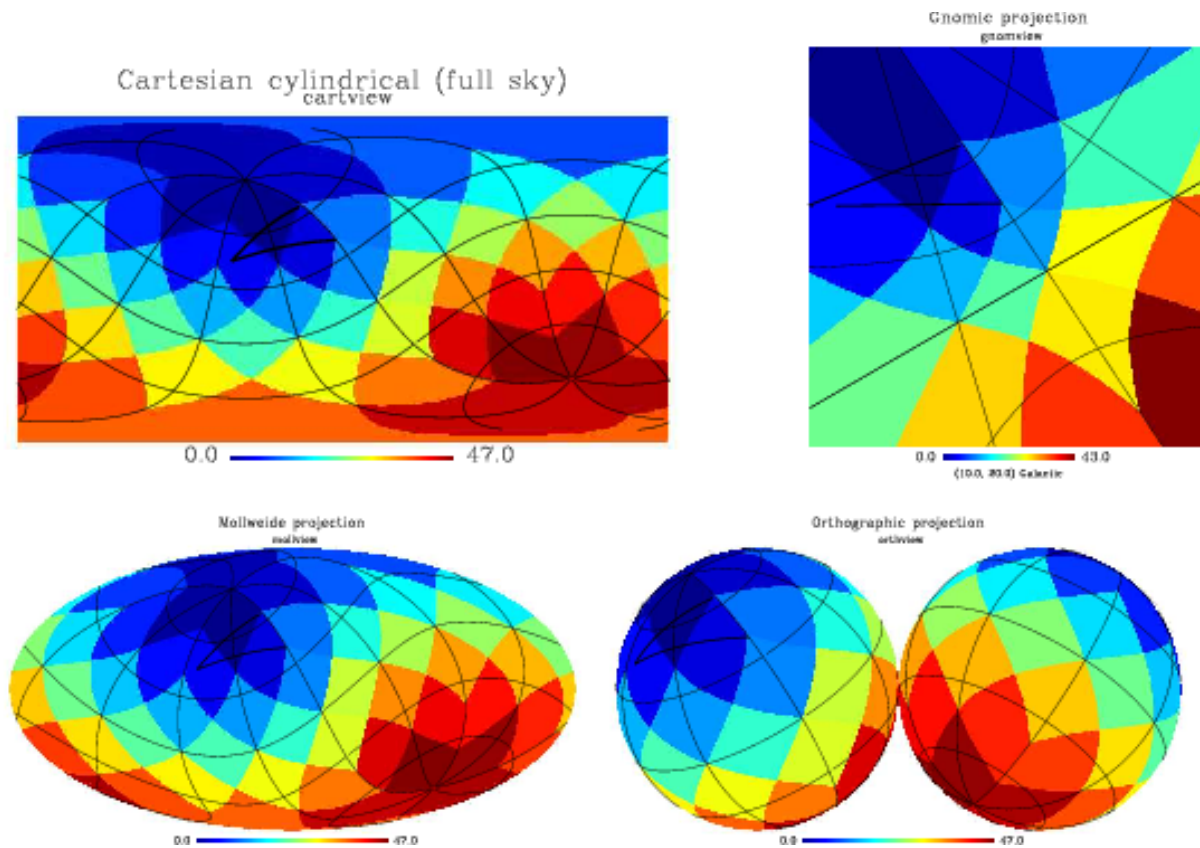 Gnomic projection
gnomview
Cartesian cylindrical (full sky)
cartview
0.0 47.0
0.0 43.0
(10.0, 20.0) Galactic
Mollweide projection
mollview
Orthographic projection
orthview
0.0 47.0
0.0 47.0